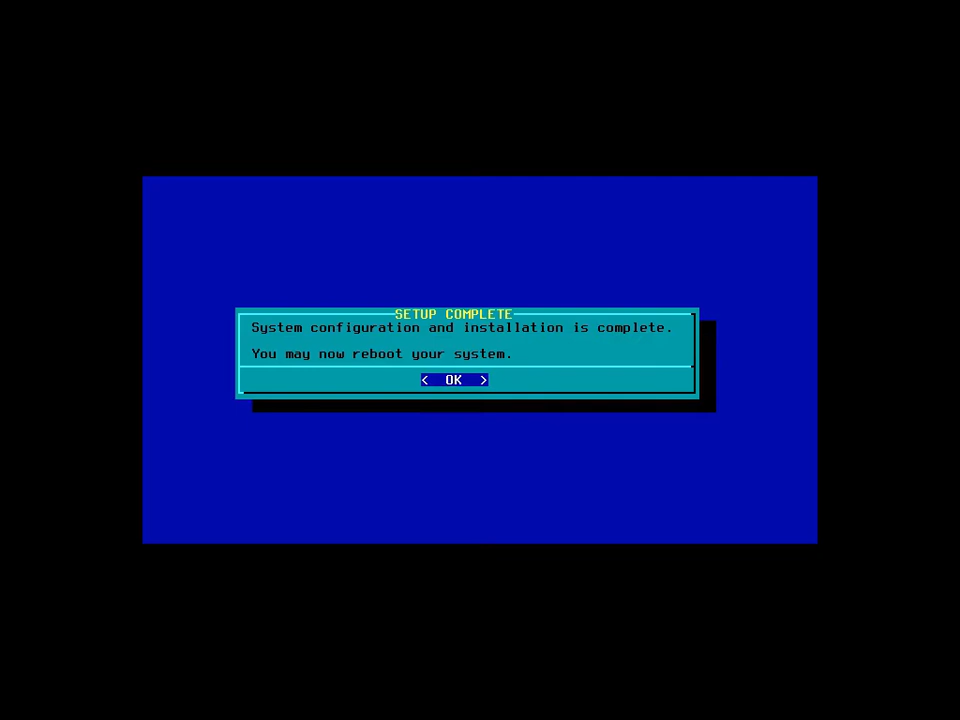 SETUP COMPLETE
System configuration and installation is complete.
You may now reboot your system.
< OK >